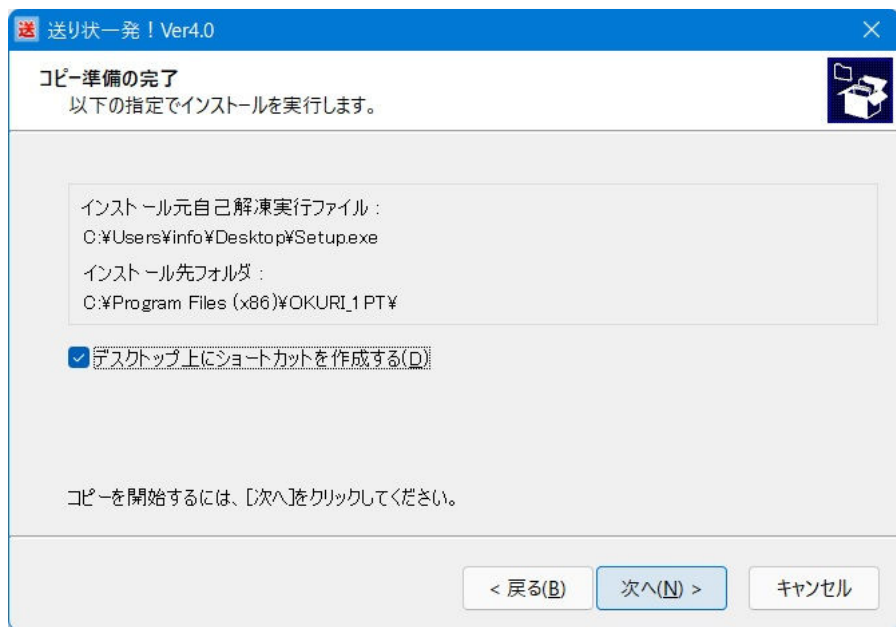 送 送り状一発！Ver4.0
コピー準備の完了
以下の指定でインストールを実行します。
インストール元自己解凍実行ファイル：
C:¥Users¥info¥Desktop¥Setup.exe
インストール先フォルダ：
C:¥Program Files (x86)¥OKURI_1PT¥
デスクトップ上にショートカットを作成する(D)
コピーを開始するには、[次へ]をクリックしてください。
< 戻る(B) 次へ(N) > キャンセル